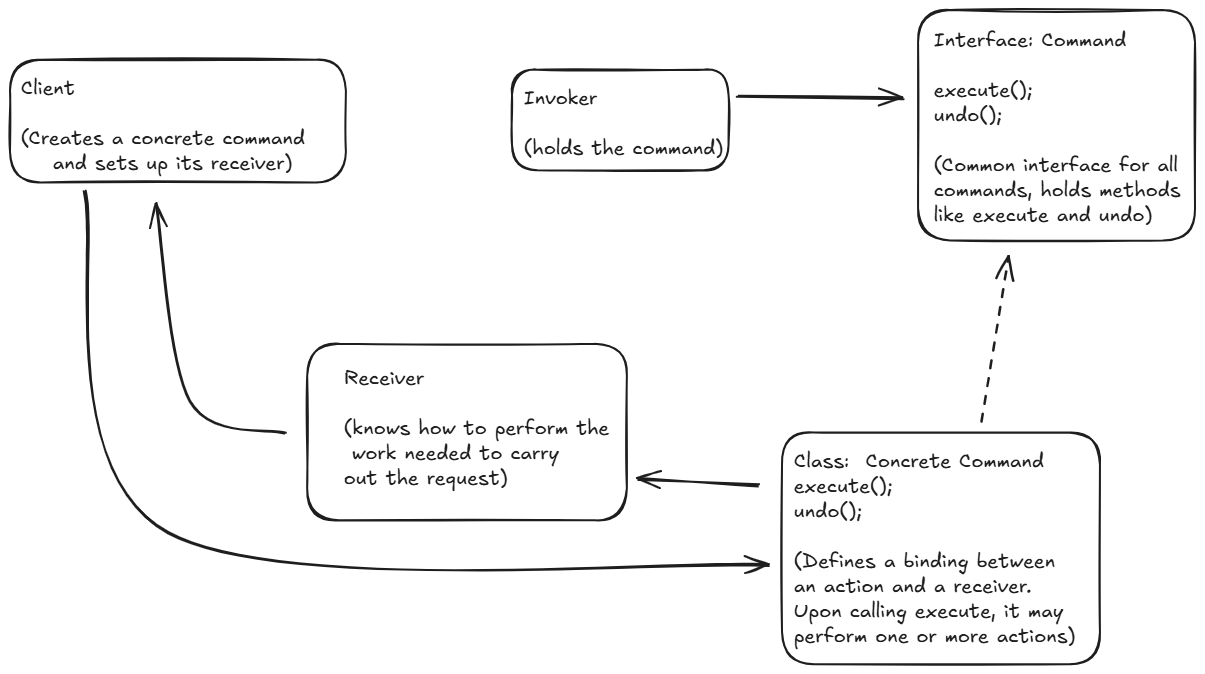 Client
(Creates a concrete command
and sets up its receiver)
Invoker
(holds the command)
Interface: Command
execute();
undo();
(Common interface for all
commands, holds methods
like execute and undo)
Receiver
(knows how to perform the
work needed to carry
out the request)
Class: Concrete Command
execute();
undo();
(Defines a binding between
an action and a receiver.
Upon calling execute, it may
perform one or more actions)